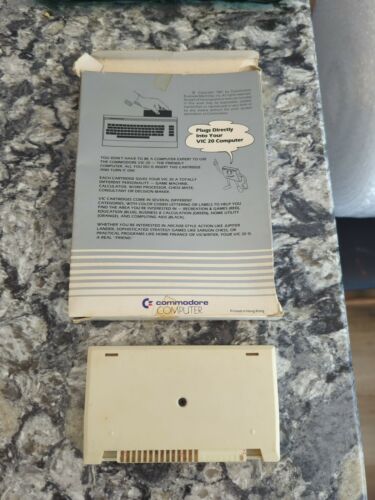 Plugs Directly
Into Your
VIC 20 Computer
YOU DON'T HAVE TO BE A COMPUTER EXPERT TO USE
THE COMMODORE VIC 20 — THE FRIENDLY
COMPUTER. ALL YOU DO IS INSERT THIS CARTRIDGE
AND TURN IT ON!
EACH CARTRIDGE GIVES YOUR VIC 20 A TOTALLY
DIFFERENT PERSONALITY — GAME MACHINE,
CALCULATOR, WORD PROCESSOR, CHESS MATE,
CONSULTANT OR DECISION MAKER.
VIC CARTRIDGES COME IN SEVERAL DIFFERENT
CATEGORIES, WITH COLOR CODED LETTERING OR LABELS TO HELP YOU
FIND THE AREA YOU'RE INTERESTED IN — RECREATION & GAMES (RED),
EDUCATION (BLUE), BUSINESS & CALCULATION (GREEN), HOME UTILITY
(ORANGE), AND COMPUTING AIDS (BLACK).
WHETHER YOU'RE INTERESTED IN ARCADE-STYLE ACTION LIKE JUPITER
LANDER, SOPHISTICATED STRATEGY GAMES LIKE SARGON CHESS, OR
PRACTICAL PROGRAMS LIKE HOME FINANCE OR VICWRITER, YOUR VIC 20 IS
A REAL "FRIEND".
commodore
COMPUTER
Printed in Hong Kong